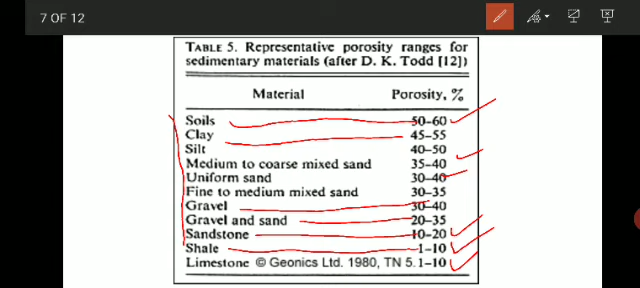 7 OF 12
TABLE 5. Representative porosity ranges for
sedimentary materials (after D. K. Todd [12])
Material Porosity, %
Soils 50-60
Clay 45-55
Silt 40-50
Medium to coarse mixed sand 35-40
Uniform sand 30-40
Fine to medium mixed sand 30-35
Gravel 30-40
Gravel and sand 20-35
Sandstone 10-20
Shale 1-10
Limestone © Geonics Ltd. 1980, TN 5. 1-10